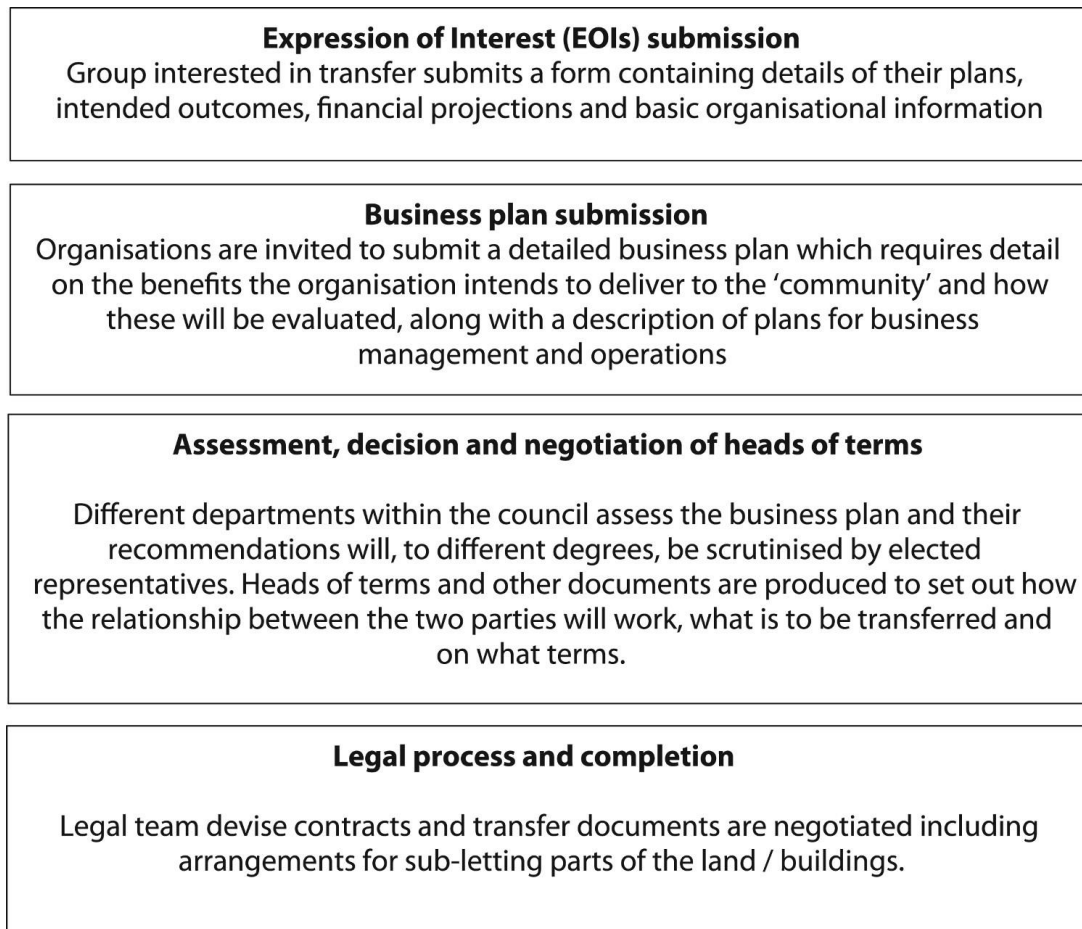 Expression of Interest (EOIs) submission
Group interested in transfer submits a form containing details of their plans,
intended outcomes, financial projections and basic organisational information
Business plan submission
Organisations are invited to submit a detailed business plan which requires detail
on the benefits the organisation intends to deliver to the ‘community’ and how
these will be evaluated, along with a description of plans for business
management and operations
Assessment, decision and negotiation of heads of terms
Different departments within the council assess the business plan and their
recommendations will, to different degrees, be scrutinised by elected
representatives. Heads of terms and other documents are produced to set out how
the relationship between the two parties will work, what is to be transferred and
on what terms.
Legal process and completion
Legal team devise contracts and transfer documents are negotiated including
arrangements for sub-letting parts of the land / buildings.